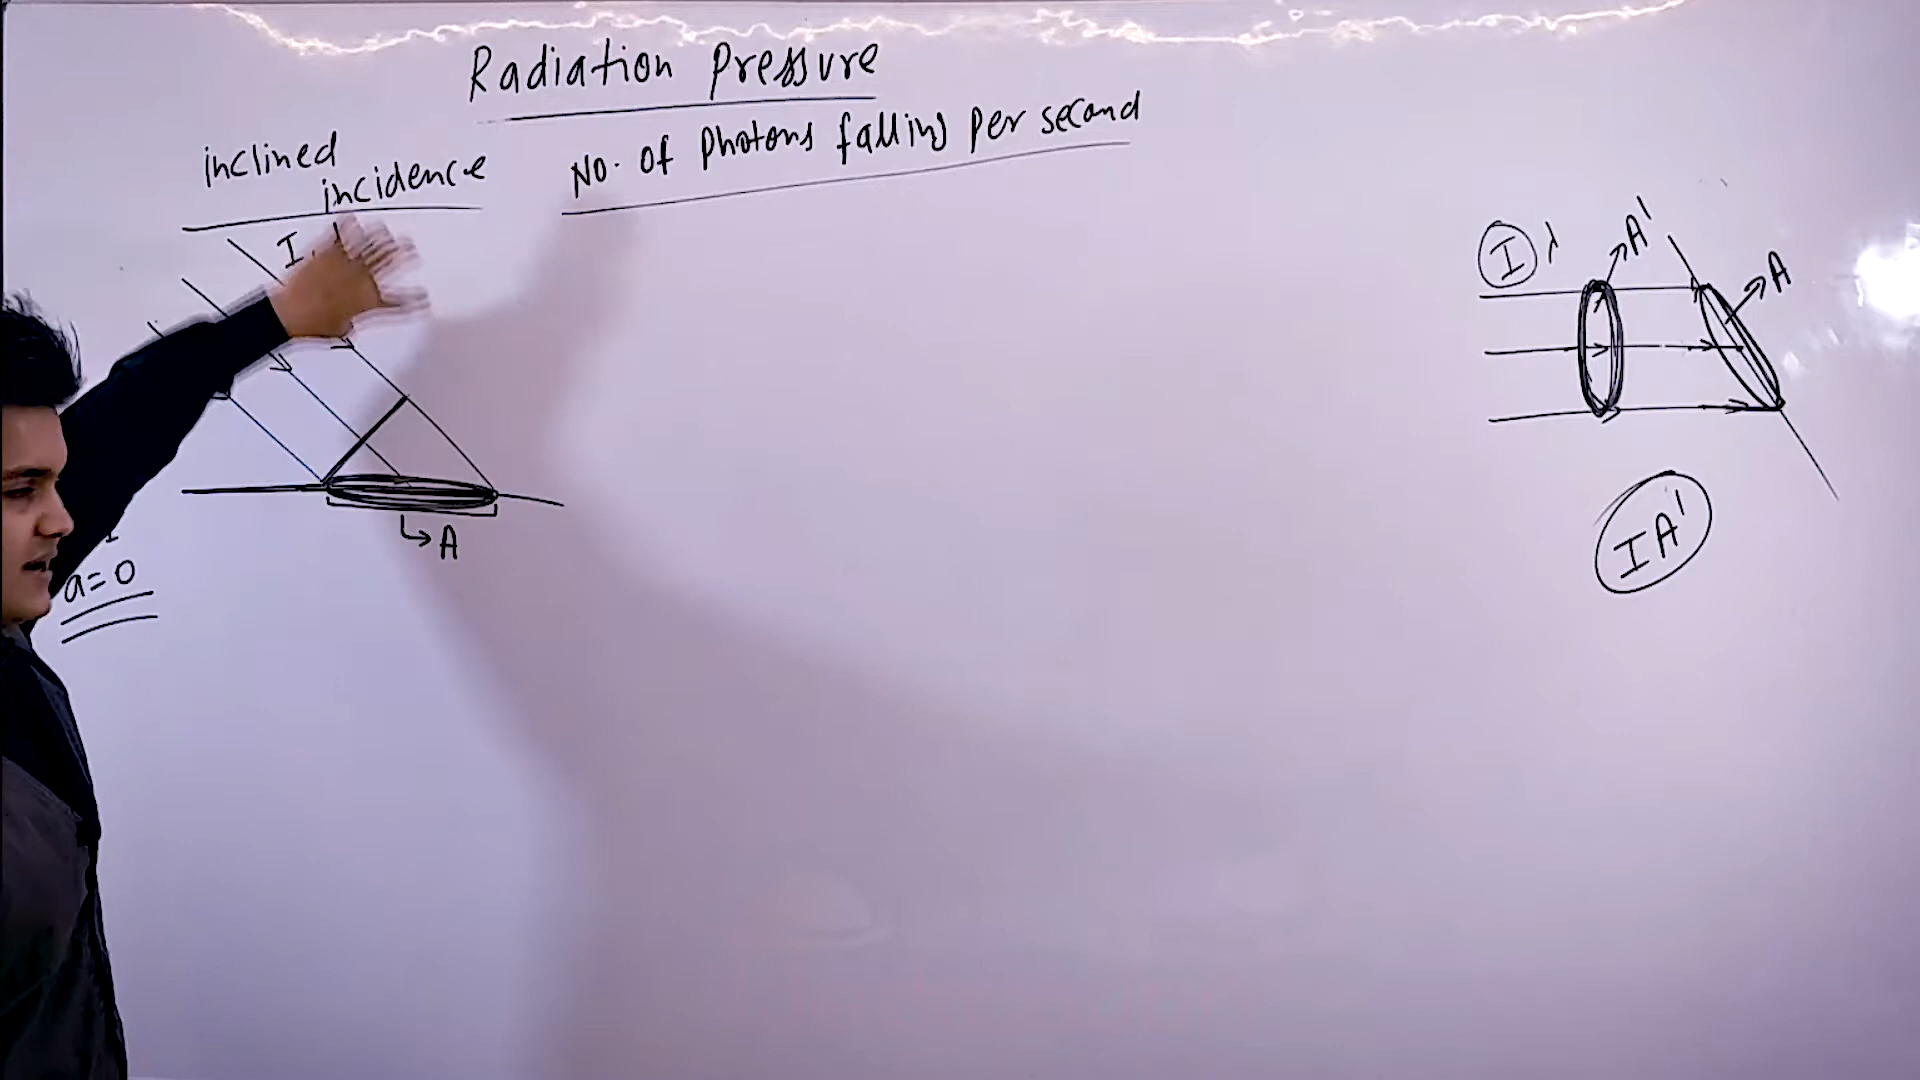 Radiation Pressure
inclined
incidence
No. of Photons falling Per second
I, λ
A
a=0
I λ
A'
A
IA'